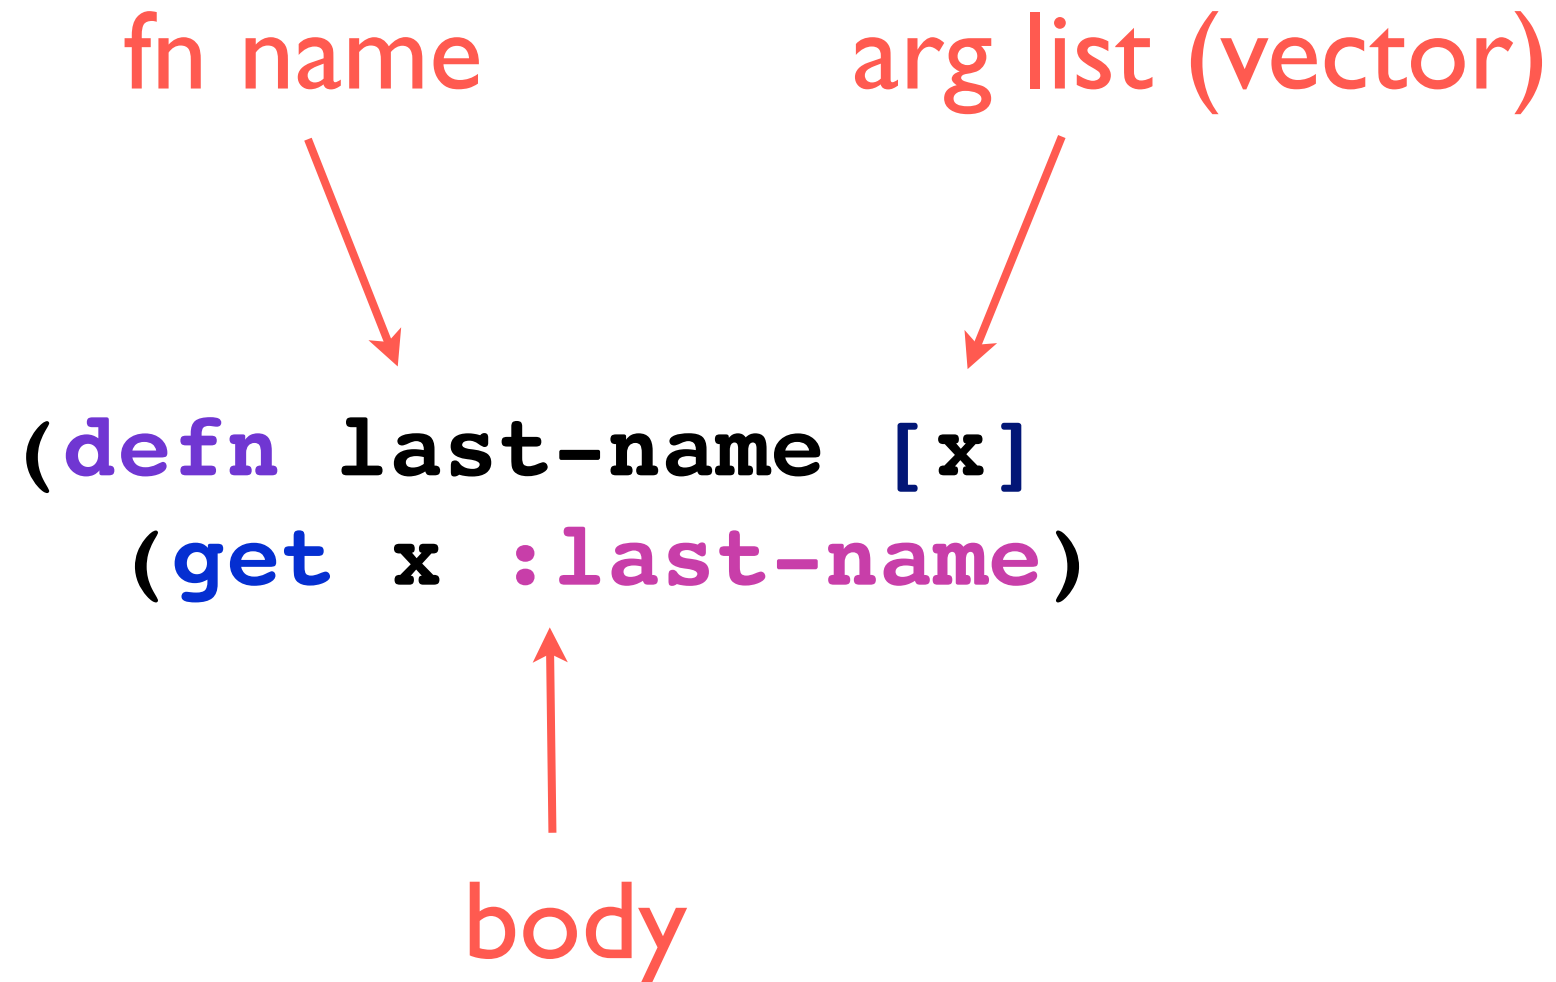 fn name
arg list (vector)
(defn last-name [x]
(get x :last-name)
body